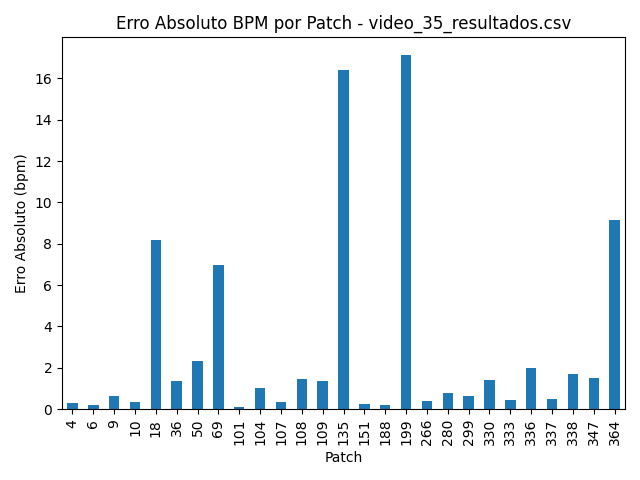 Erro Absoluto BPM por Patch - video_35_resultados.csv
Erro Absoluto (bpm)
16
14
12
10
8
6
4
2
0
4 6 9 10 18 36 50 69 101 104 107 108 109 135 151 188 199 266 280 299 330 333 336 337 338 347 364
Patch